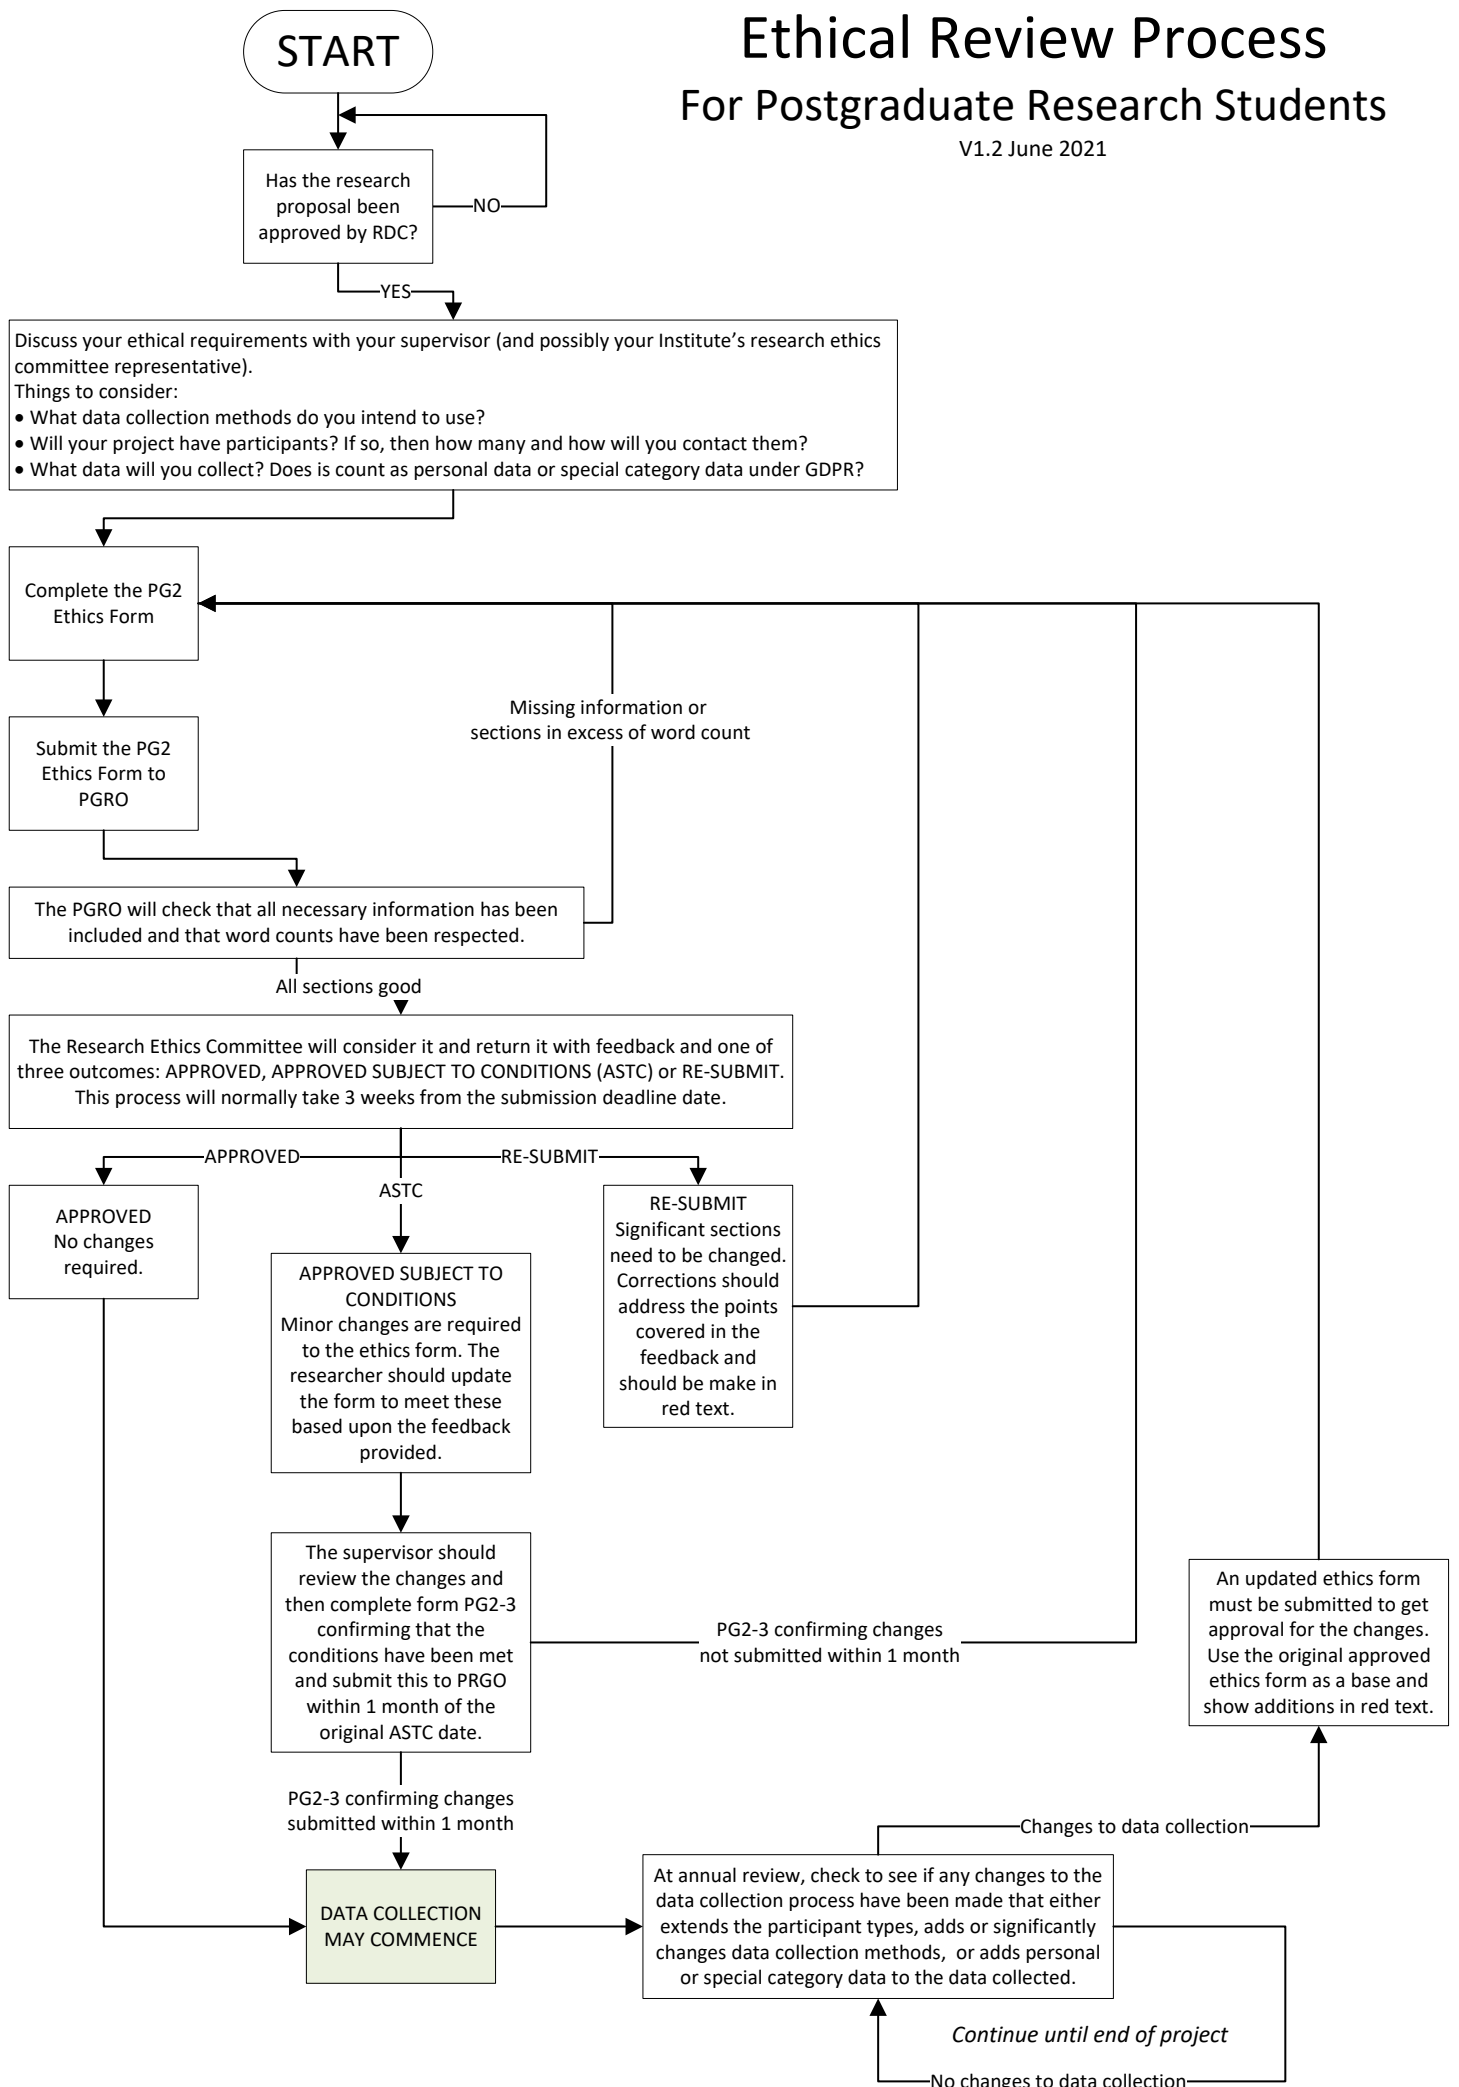 START
Ethical Review Process
For Postgraduate Research Students
V1.2 June 2021
Has the research
proposal been
approved by RDC?
NO
YES
Discuss your ethical requirements with your supervisor (and possibly your Institute’s research ethics
committee representative).
Things to consider:
• What data collection methods do you intend to use?
• Will your project have participants? If so, then how many and how will you contact them?
• What data will you collect? Does is count as personal data or special category data under GDPR?
Complete the PG2
Ethics Form
Missing information or
sections in excess of word count
Submit the PG2
Ethics Form to
PGRO
The PGRO will check that all necessary information has been
included and that word counts have been respected.
All sections good
The Research Ethics Committee will consider it and return it with feedback and one of
three outcomes: APPROVED, APPROVED SUBJECT TO CONDITIONS (ASTC) or RE-SUBMIT.
This process will normally take 3 weeks from the submission deadline date.
APPROVED
RE-SUBMIT
ASTC
APPROVED
No changes
required.
APPROVED SUBJECT TO
CONDITIONS
Minor changes are required
to the ethics form. The
researcher should update
the form to meet these
based upon the feedback
provided.
RE-SUBMIT
Significant sections
need to be changed.
Corrections should
address the points
covered in the
feedback and
should be make in
red text.
The supervisor should
review the changes and
then complete form PG2-3
confirming that the
conditions have been met
and submit this to PRGO
within 1 month of the
original ASTC date.
PG2-3 confirming changes
not submitted within 1 month
An updated ethics form
must be submitted to get
approval for the changes.
Use the original approved
ethics form as a base and
show additions in red text.
PG2-3 confirming changes
submitted within 1 month
Changes to data collection
DATA COLLECTION
MAY COMMENCE
At annual review, check to see if any changes to the
data collection process have been made that either
extends the participant types, adds or significantly
changes data collection methods, or adds personal
or special category data to the data collected.
Continue until end of project
No changes to data collection